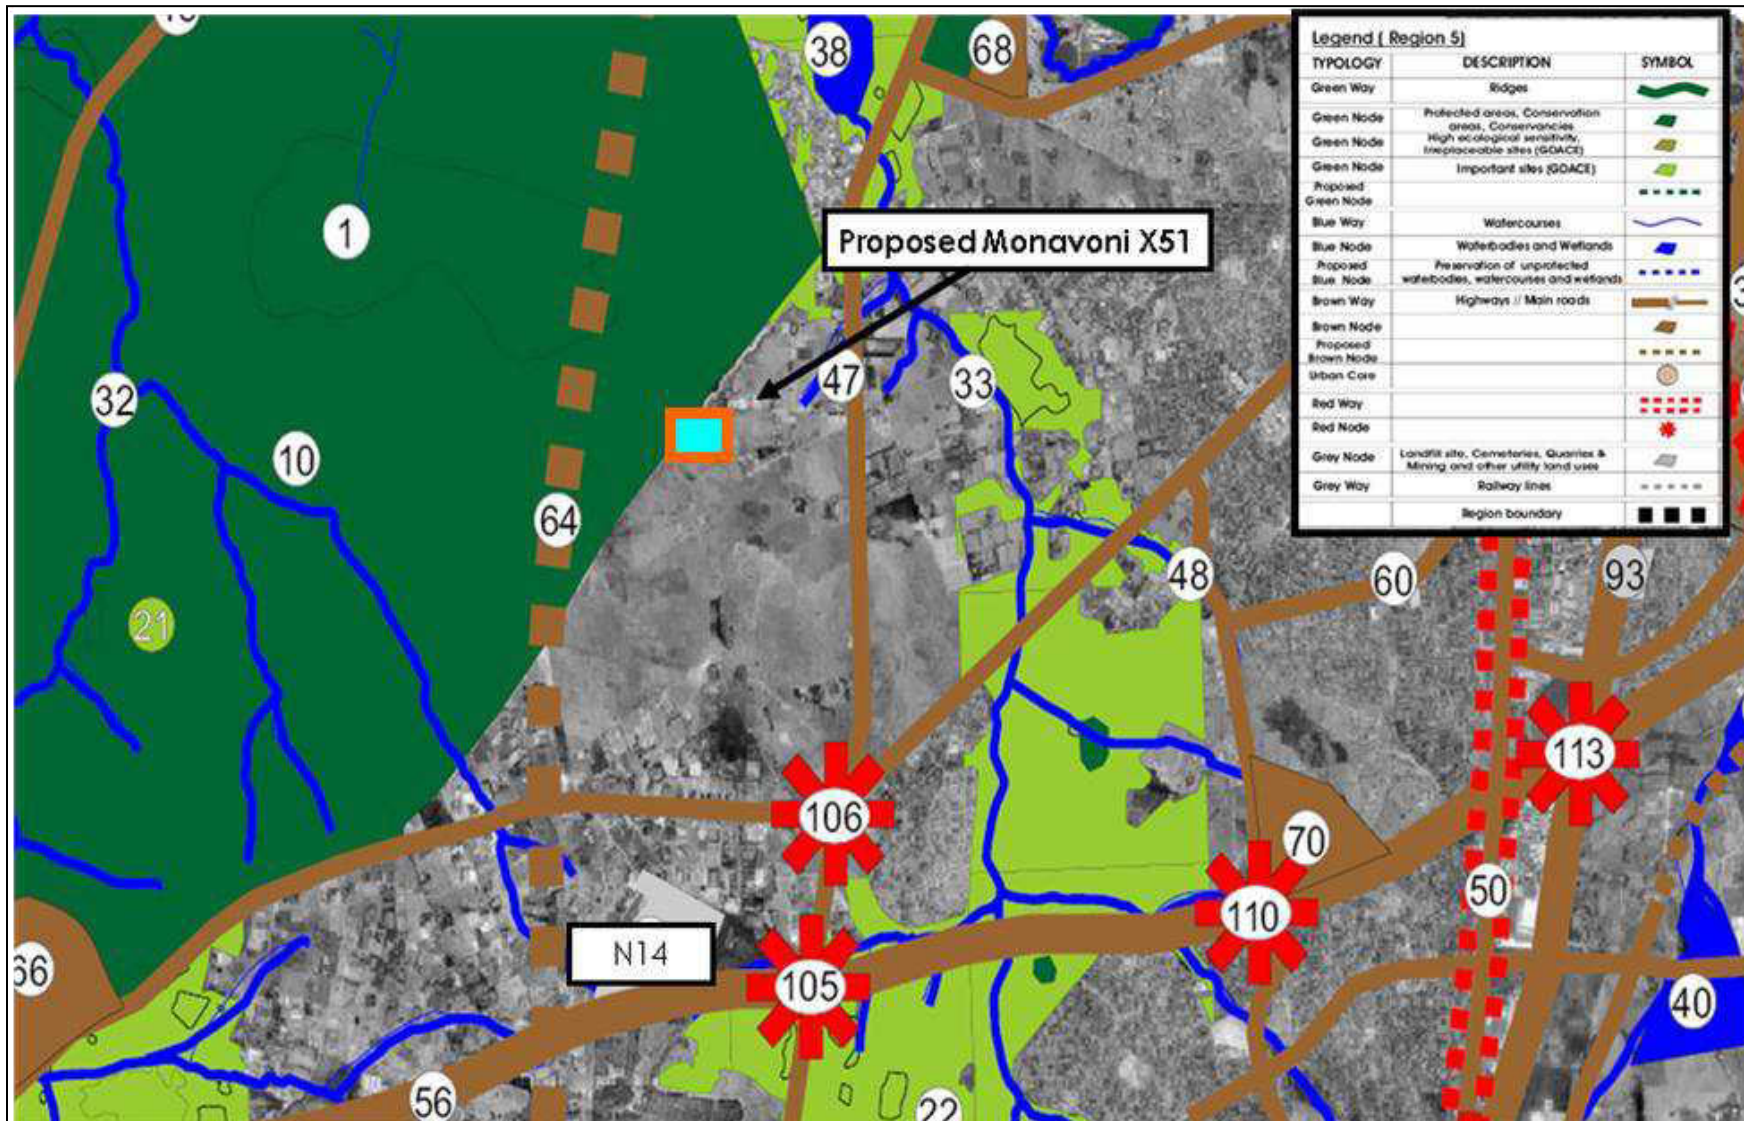 38
68
1
Proposed Monavoni X51
47
33
32
10
64
48
60
93
21
113
106
70
50
110
66
N14
105
40
56
22
Legend ( Region 5)
TYPOLOGY DESCRIPTION SYMBOL
Green Way Ridges
Green Node Protected areas, Conservation
areas, Conservancies
Green Node High ecological sensitivity,
Irreplaceable sites (GDACE)
Green Node Important sites (GDACE)
Proposed
Green Node
Blue Way Watercourses
Blue Node Waterbodies and Wetlands
Proposed Preservation of unprotected
Blue Node waterbodies, watercourses and wetlands
Brown Way Highways // Main roads
Brown Node
Proposed
Brown Node
Urban Core
Red Way
Red Node
Grey Node Landfill site, Cemeteries, Quarries &
Mining and other utility land uses
Grey Way Railway lines
Region boundary